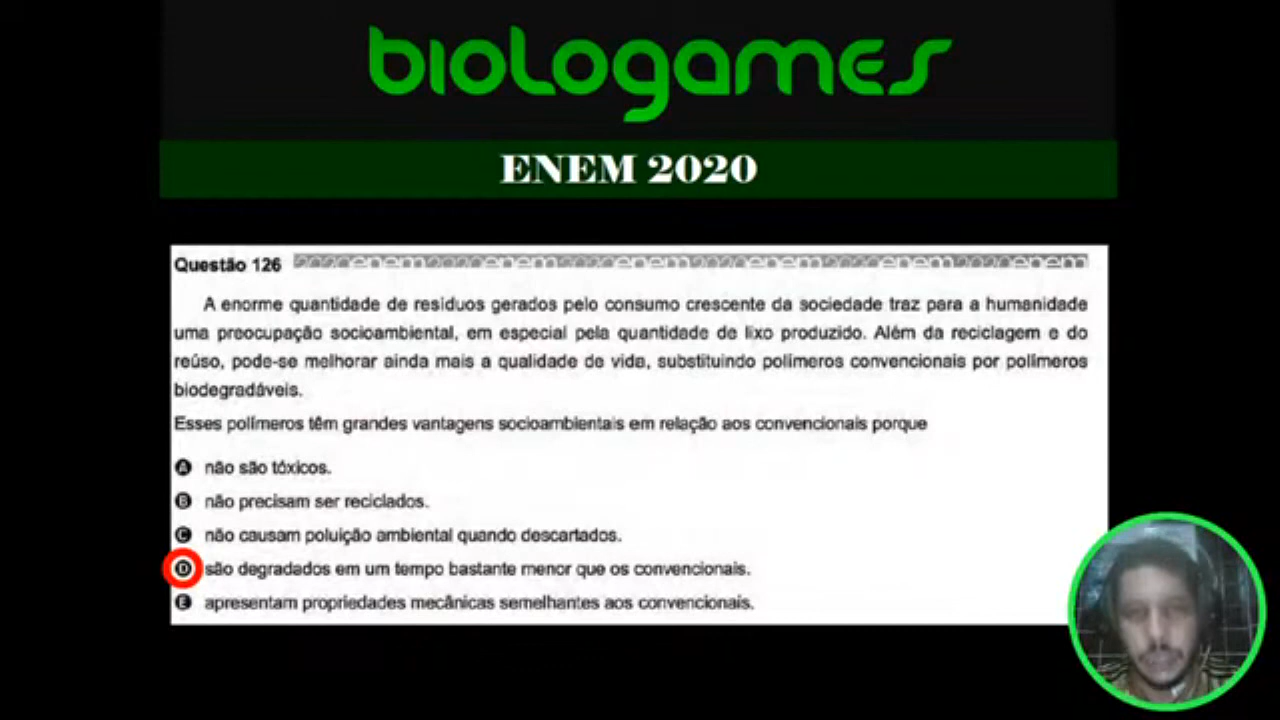 bioLogames
ENEM 2020
Questão 126
A enorme quantidade de resíduos gerados pelo consumo crescente da sociedade traz para a humanidade
uma preocupação socioambiental, em especial pela quantidade de lixo produzido. Além da reciclagem e do
reúso, pode-se melhorar ainda mais a qualidade de vida, substituindo polímeros convencionais por polímeros
biodegradáveis.
Esses polímeros têm grandes vantagens socioambientais em relação aos convencionais porque
A não são tóxicos.
B não precisam ser reciclados.
C não causam poluição ambiental quando descartados.
D são degradados em um tempo bastante menor que os convencionais.
E apresentam propriedades mecânicas semelhantes aos convencionais.